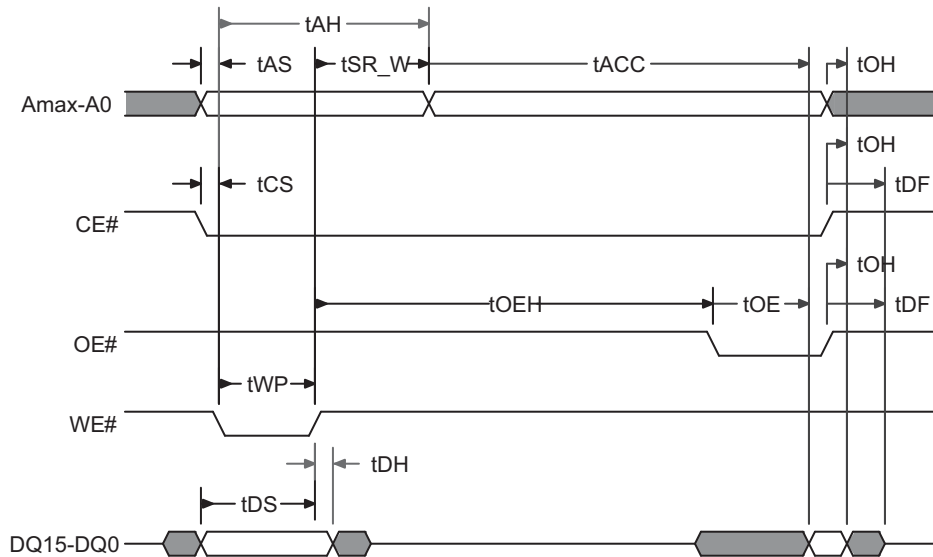 tAH
tAS tSR_W tACC tOH
Amax-A0
tOH
tCS tDF
CE#
tOH
tOEH tOE tDF
OE#
tWP
WE#
tDH
tDS
DQ15-DQ0